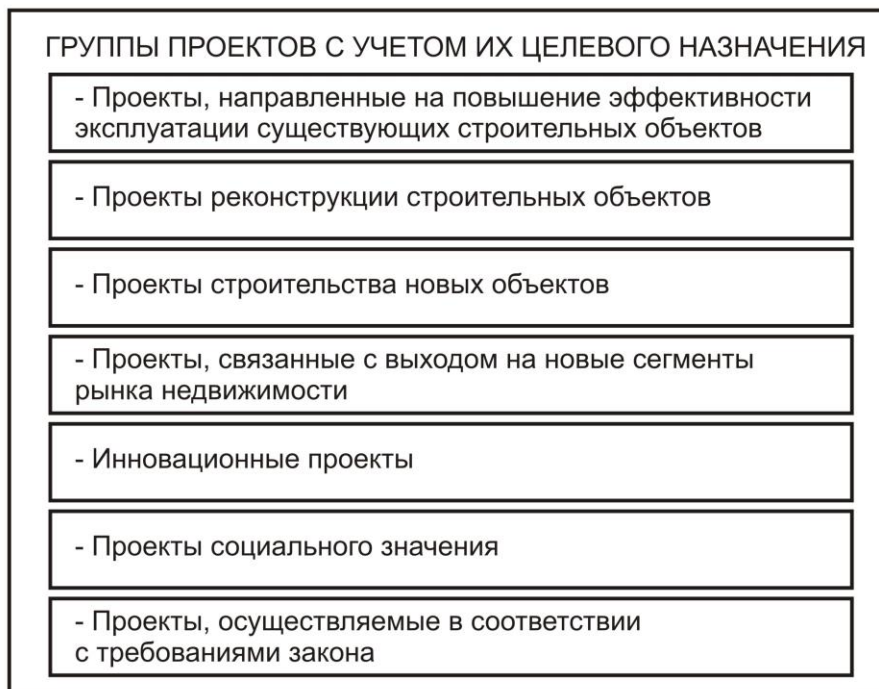 ГРУППЫ ПРОЕКТОВ С УЧЕТОМ ИХ ЦЕЛЕВОГО НАЗНАЧЕНИЯ
- Проекты, направленные на повышение эффективности
эксплуатации существующих строительных объектов
- Проекты реконструкции строительных объектов
- Проекты строительства новых объектов
- Проекты, связанные с выходом на новые сегменты
рынка недвижимости
- Инновационные проекты
- Проекты социального значения
- Проекты, осуществляемые в соответствии
с требованиями закона